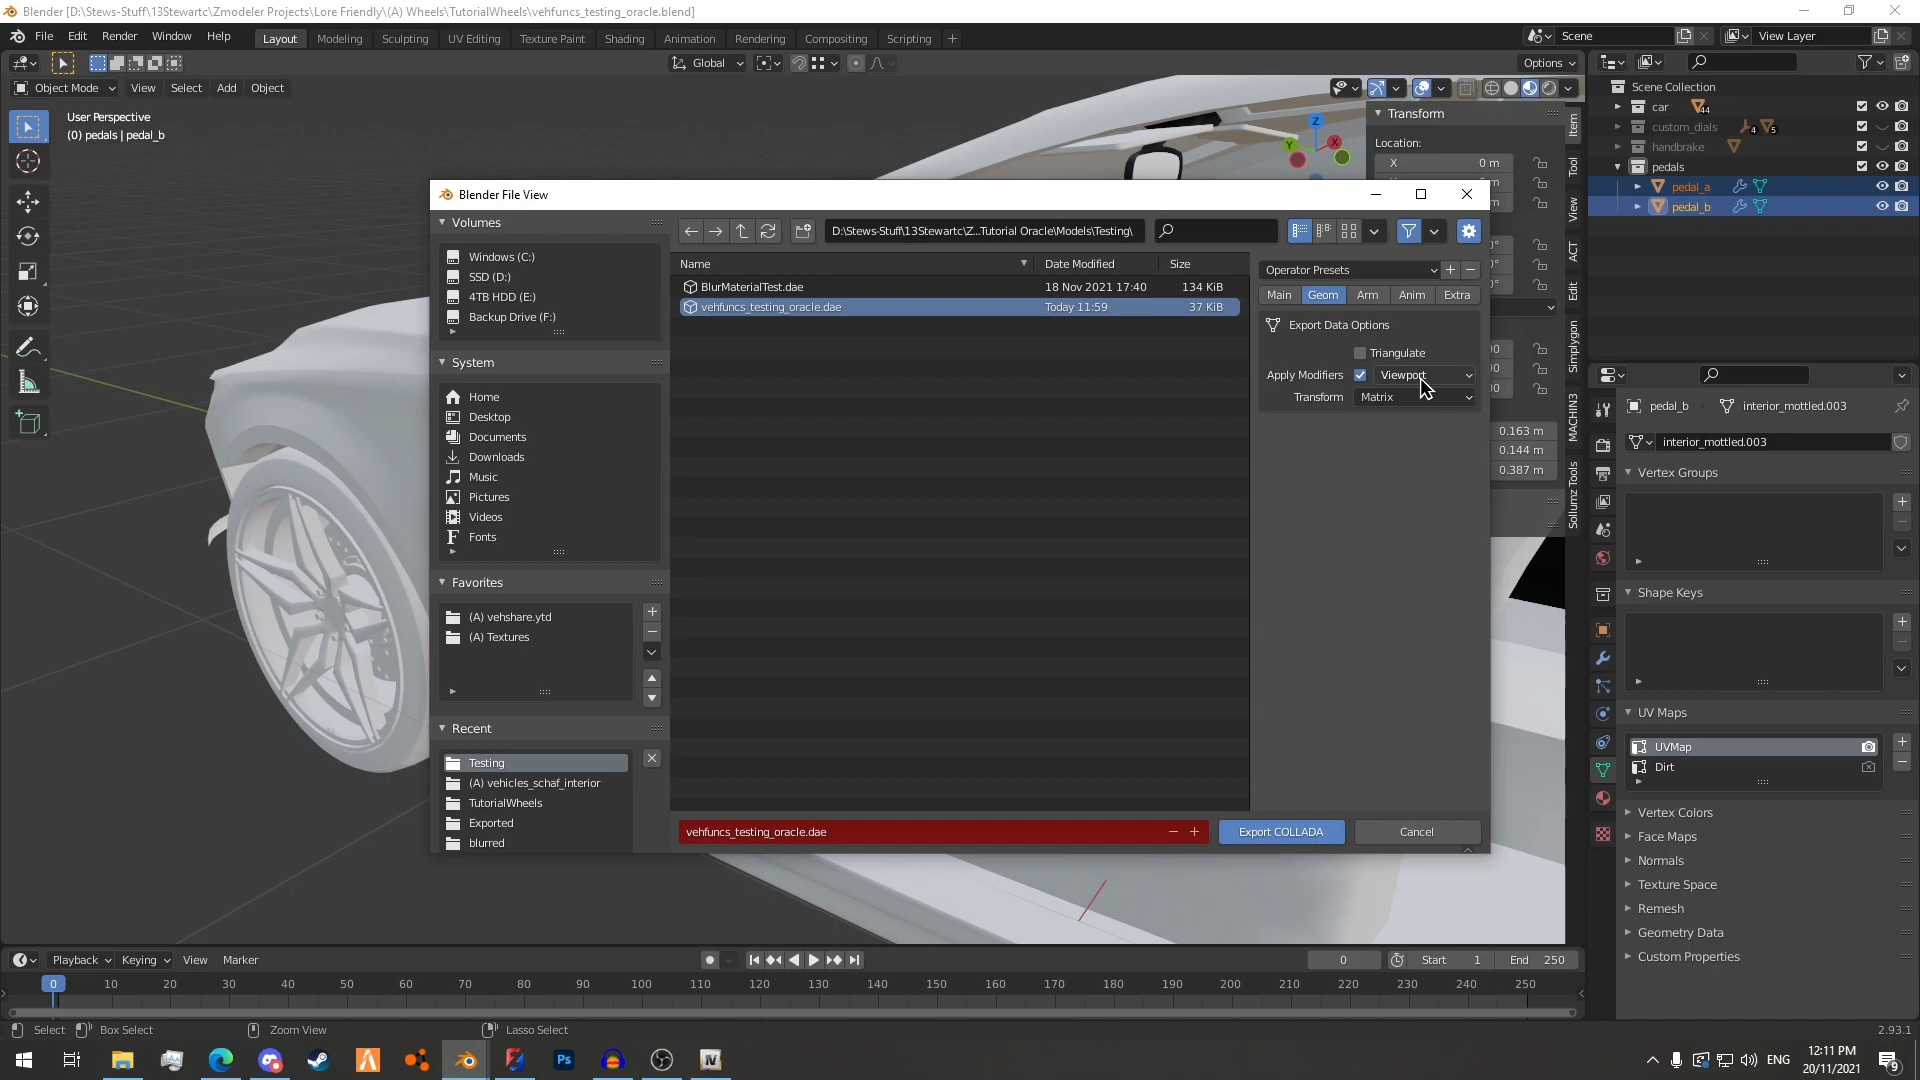 Blender [D:\Stews-Stuff\13Stewartc\Zmodeler Projects\Lore Friendly\(A) Wheels\TutorialWheels\vehfuncs_testing_oracle.blend]
File Edit Render Window Help Layout Modeling Sculpting UV Editing Texture Paint Shading Animation Rendering Compositing Scripting + Scene View Layer
Global Options
Object Mode View Select Add Object
User Perspective
(0) pedals | pedal_b
Z Y X
Transform
Location:
X 0 m
Item
Tool
View
ACT
Edit
Simplygon
MACHIN3
Sollumz Tools
0.163 m
0.144 m
0.387 m
Blender File View
Volumes
Windows (C:)
SSD (D:)
4TB HDD (E:)
Backup Drive (F:)
System
Home
Desktop
Documents
Downloads
Music
Pictures
Videos
Fonts
Favorites
(A) vehshare.ytd
(A) Textures
Recent
Testing
(A) vehicles_schaf_interior
TutorialWheels
Exported
blurred
D:\Stews-Stuff\13Stewartc\Z...Tutorial Oracle\Models\Testing\
Name Date Modified Size
BlurMaterialTest.dae 18 Nov 2021 17:40 134 KiB
vehfuncs_testing_oracle.dae Today 11:59 37 KiB
Operator Presets
Main Geom Arm Anim Extra
Export Data Options
Triangulate
Apply Modifiers Viewport
Transform Matrix
vehfuncs_testing_oracle.dae Export COLLADA Cancel
Scene Collection
car 44
custom_dials 4 5
handbrake
pedals
pedal_a
pedal_b
pedal_b interior_mottled.003
interior_mottled.003
Vertex Groups
Shape Keys
UV Maps
UVMap
Dirt
Vertex Colors
Face Maps
Normals
Texture Space
Remesh
Geometry Data
Custom Properties
Playback Keying View Marker 0 Start 1 End 250
0 10 20 30 40 50 60 70 80 90 100 110 120 130 140 150 160 170 180 190 200 210 220 230 240 250
Select Box Select Zoom View Lasso Select 2.93.1
Ps IV ENG 12:11 PM
20/11/2021 9